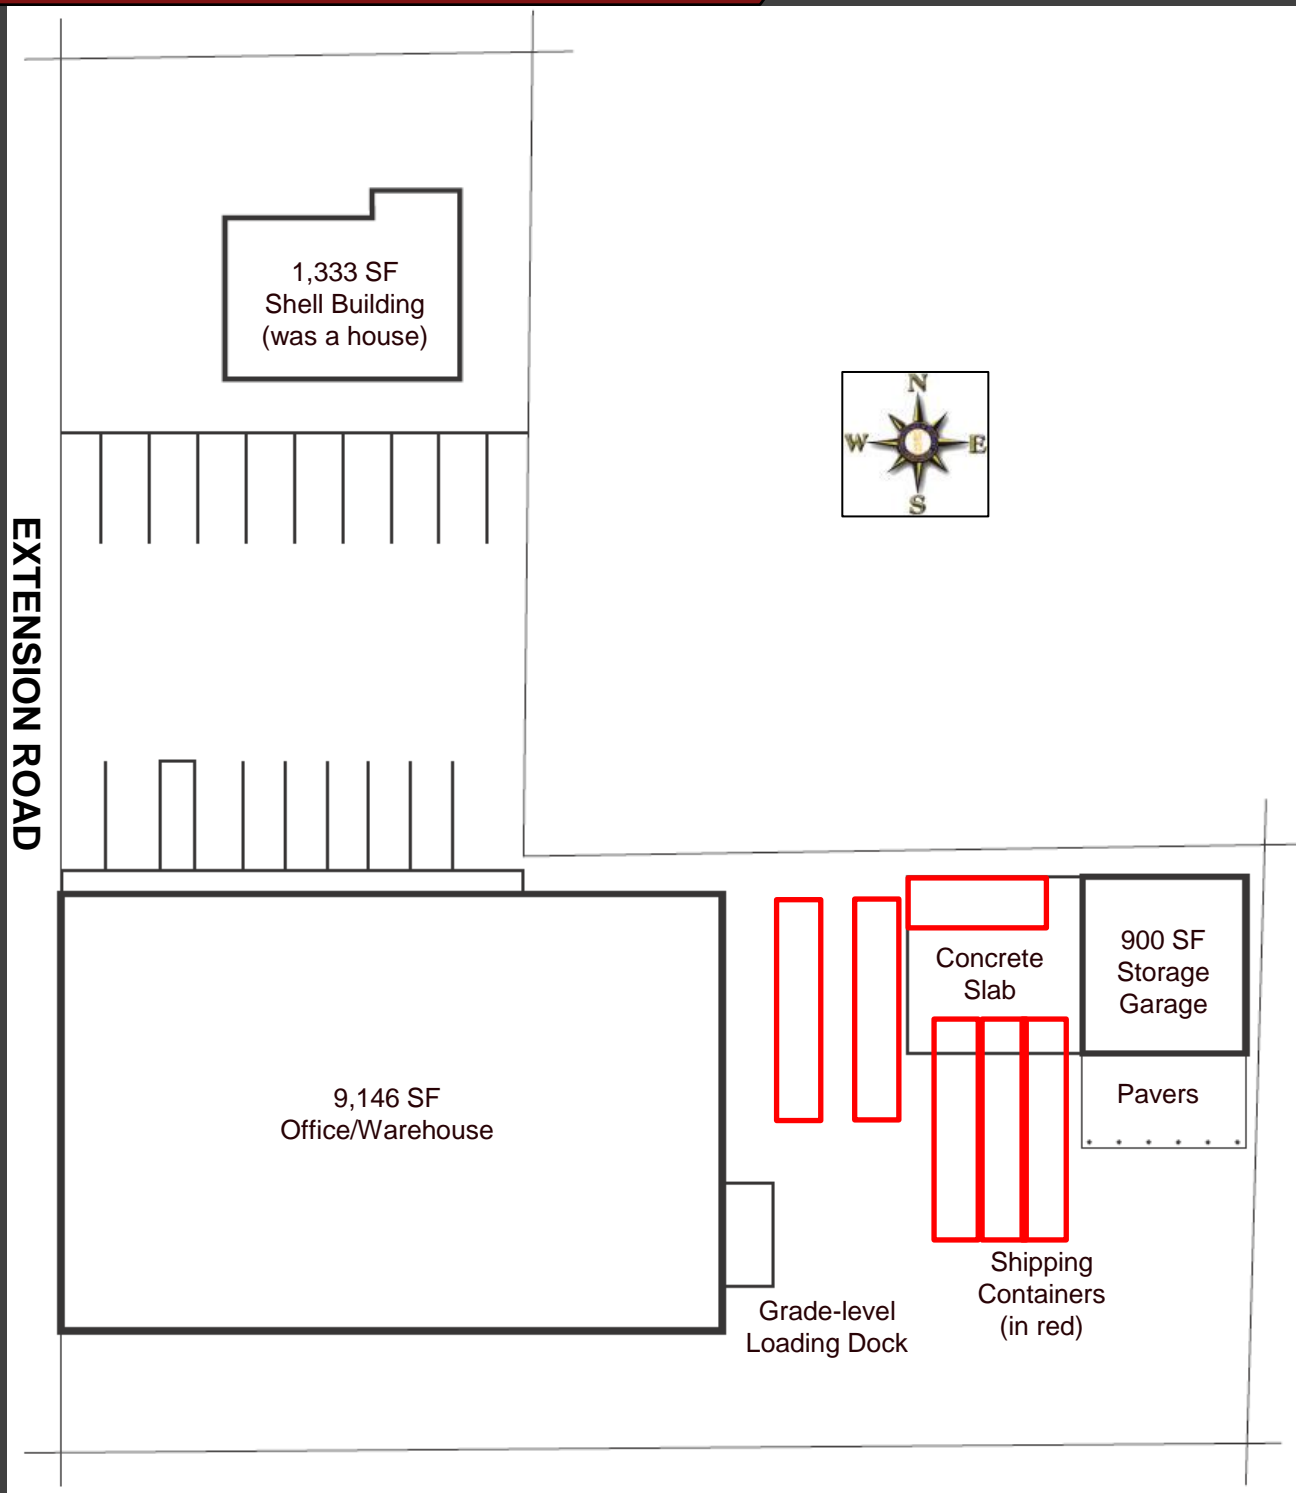 1,333 SF
Shell Building
(was a house)
N
W
E
S
EXTENSION ROAD
900 SF
Storage
Garage
Concrete
Slab
Pavers
9,146 SF
Office/Warehouse
Shipping
Containers
(in red)
Grade-level
Loading Dock